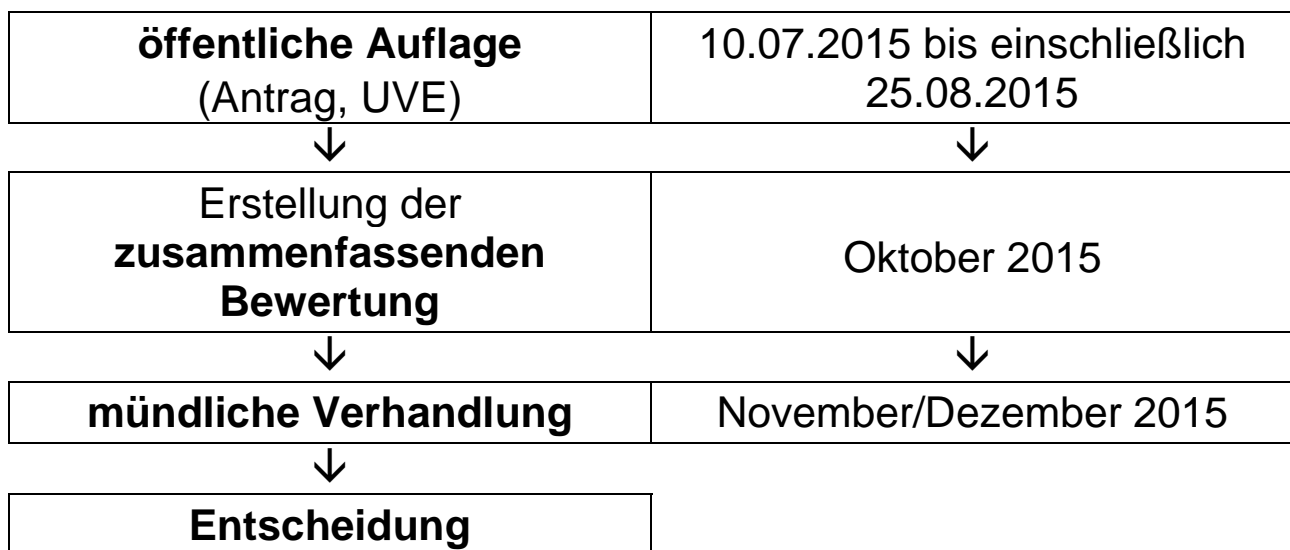 öffentliche Auflage
(Antrag, UVE)
10.07.2015 bis einschließlich
25.08.2015
↓
↓
Erstellung der
zusammenfassenden
Bewertung
Oktober 2015
↓
↓
mündliche Verhandlung
November/Dezember 2015
↓
Entscheidung